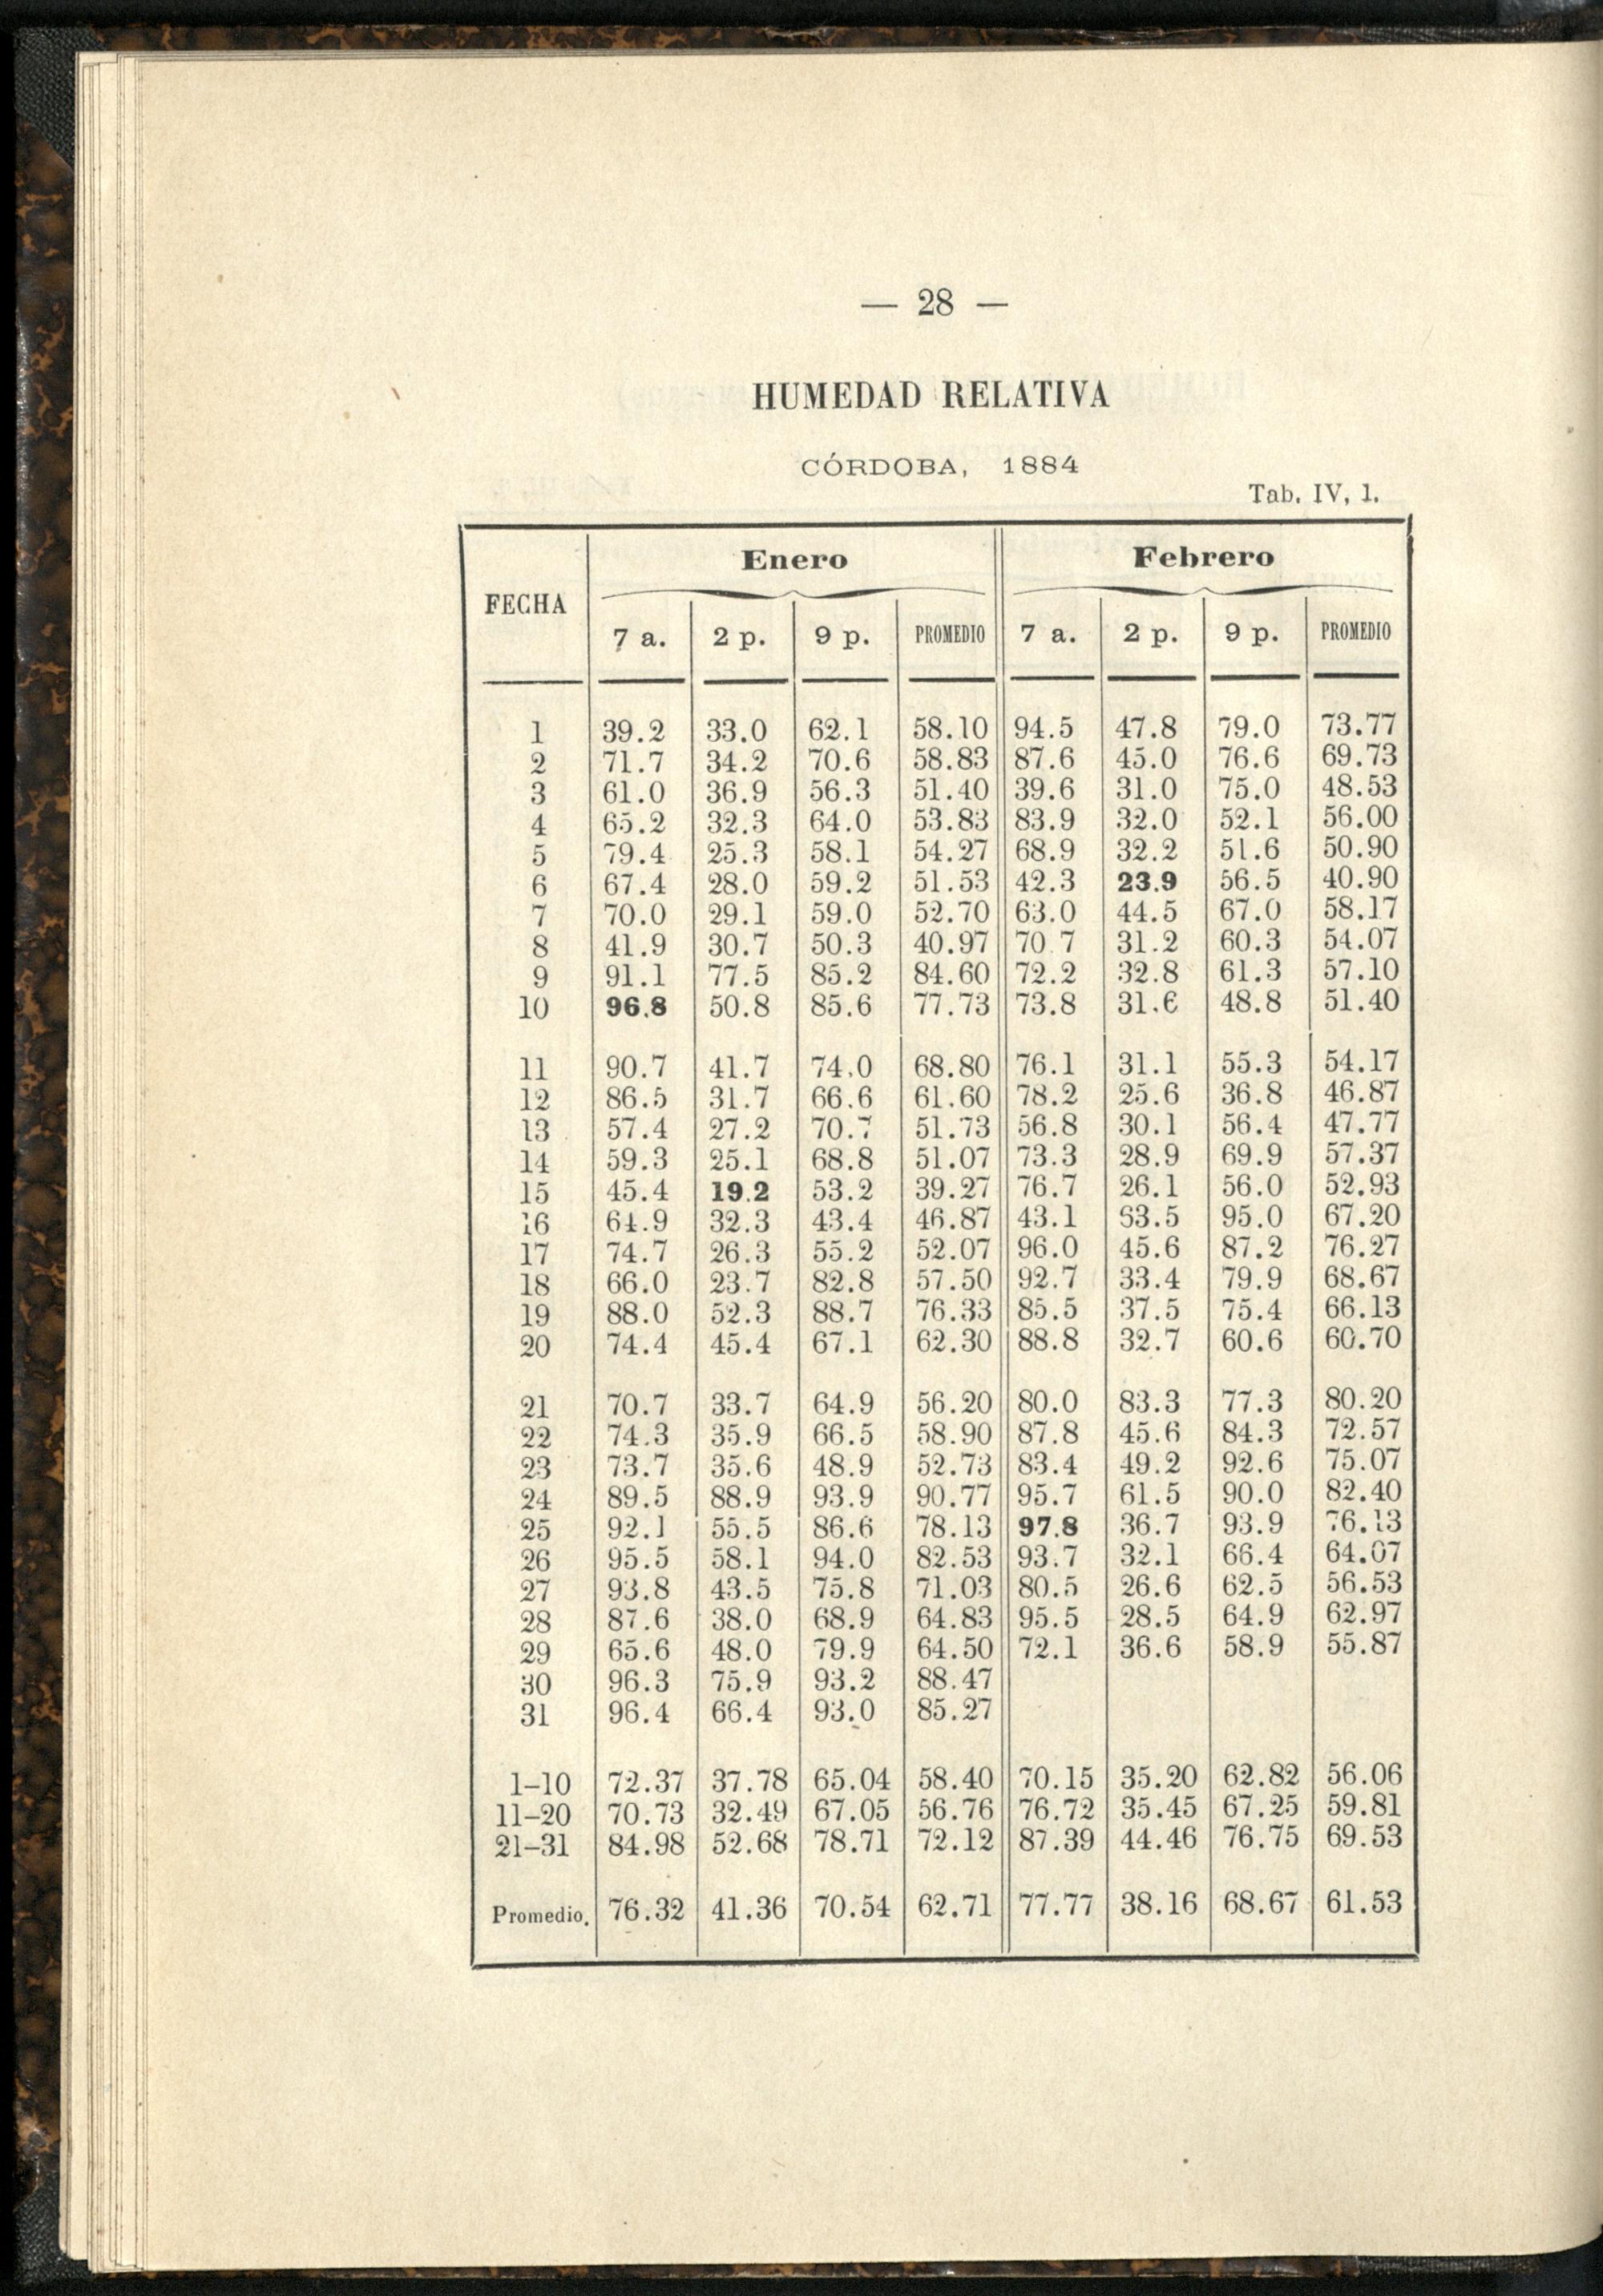 — 28 —
HUMEDAD RELATIVA
CÓRDOBA, 1884
Tab. IV, 1.
FECHA Enero Febrero
7 a. 2 p. 9 p. PROMEDIO 7 a. 2 p. 9 p. PROMEDIO
1 39.2 33.0 62.1 58.10 94.5 47.8 79.0 73.77
2 71.7 34.2 70.6 58.83 87.6 45.0 76.6 69.73
3 61.0 36.9 56.3 51.40 39.6 31.0 75.0 48.53
4 65.2 32.3 64.0 53.83 83.9 32.0 52.1 56.00
5 79.4 25.3 58.1 54.27 68.9 32.2 51.6 50.90
6 67.4 28.0 59.2 51.53 42.3 23.9 56.5 40.90
7 70.0 29.1 59.0 52.70 63.0 44.5 67.0 58.17
8 41.9 30.7 50.3 40.97 70.7 31.2 60.3 54.07
9 91.1 77.5 85.2 84.60 72.2 32.8 61.3 57.10
10 96.8 50.8 85.6 77.73 73.8 31.6 48.8 51.40
11 90.7 41.7 74.0 68.80 76.1 31.1 55.3 54.17
12 86.5 31.7 66.6 61.60 78.2 25.6 36.8 46.87
13 57.4 27.2 70.7 51.73 56.8 30.1 56.4 47.77
14 59.3 25.1 68.8 51.07 73.3 28.9 69.9 57.37
15 45.4 19.2 53.2 39.27 76.7 26.1 56.0 52.93
16 64.9 32.3 43.4 46.87 43.1 63.5 95.0 67.20
17 74.7 26.3 55.2 52.07 96.0 45.6 87.2 76.27
18 66.0 23.7 82.8 57.50 92.7 33.4 79.9 68.67
19 88.0 52.3 88.7 76.33 85.5 37.5 75.4 66.13
20 74.4 45.4 67.1 62.30 88.8 32.7 60.6 60.70
21 70.7 33.7 64.9 56.20 80.0 83.3 77.3 80.20
22 74.3 35.9 66.5 58.90 87.8 45.6 84.3 72.57
23 73.7 35.6 48.9 52.73 83.4 49.2 92.6 75.07
24 89.5 88.9 93.9 90.77 95.7 61.5 90.0 82.40
25 92.1 55.5 86.6 78.13 97.8 36.7 93.9 76.13
26 95.5 58.1 94.0 82.53 93.7 32.1 66.4 64.07
27 93.8 43.5 75.8 71.03 80.5 26.6 62.5 56.53
28 87.6 38.0 68.9 64.83 95.5 28.5 64.9 62.97
29 65.6 48.0 79.9 64.50 72.1 36.6 58.9 55.87
30 96.3 75.9 93.2 88.47
31 96.4 66.4 93.0 85.27
1–10 72.37 37.78 65.04 58.40 70.15 35.20 62.82 56.06
11–20 70.73 32.49 67.05 56.76 76.72 35.45 67.25 59.81
21–31 84.98 52.68 78.71 72.12 87.39 44.46 76.75 69.53
Promedio. 76.32 41.36 70.54 62.71 77.77 38.16 68.67 61.53